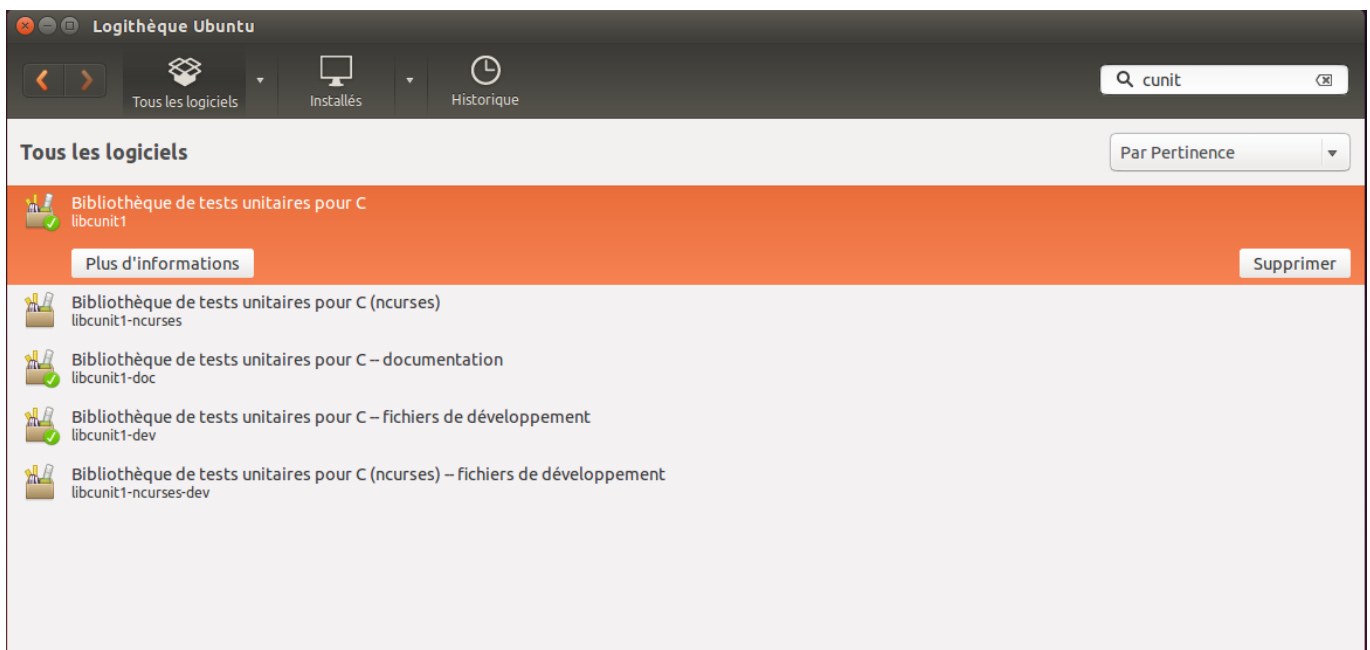 Logithèque Ubuntu
Tous les logiciels
Installés
Historique
cunit
Tous les logiciels
Par Pertinence
Bibliothèque de tests unitaires pour C
libcunit1
Plus d'informations
Supprimer
Bibliothèque de tests unitaires pour C (ncurses)
libcunit1-ncurses
Bibliothèque de tests unitaires pour C – documentation
libcunit1-doc
Bibliothèque de tests unitaires pour C – fichiers de développement
libcunit1-dev
Bibliothèque de tests unitaires pour C (ncurses) – fichiers de développement
libcunit1-ncurses-dev